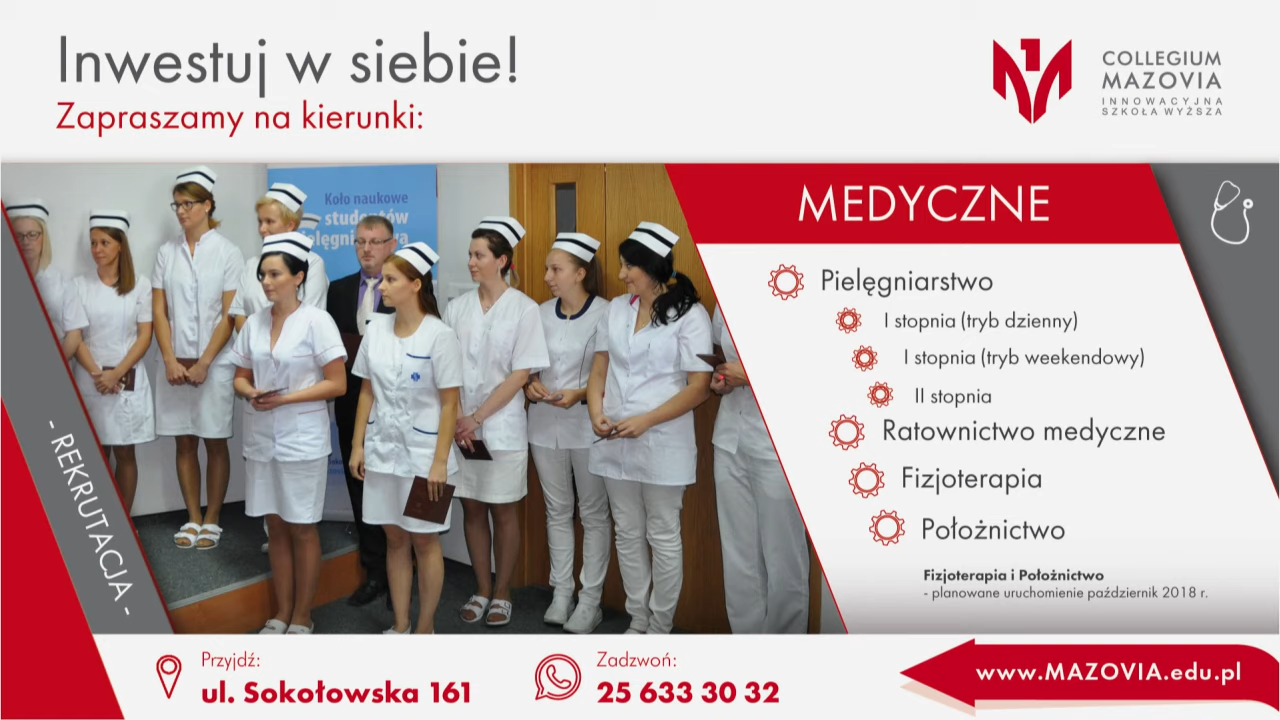 Inwestuj w siebie!
Zapraszamy na kierunki:
COLLEGIUM
MAZOVIA
INNOWACYJNA
SZKOŁA WYŻSZA
Koło naukowe
studentów
MEDYCZNE
Pielęgniarstwo
I stopnia (tryb dzienny)
I stopnia (tryb weekendowy)
II stopnia
Ratownictwo medyczne
Fizjoterapia
Położnictwo
Fizjoterapia i Położnictwo
- planowane uruchomienie październik 2018 r.
- REKRUTACJA -
Przyjdź:
ul. Sokołowska 161
Zadzwoń:
25 633 30 32
www.MAZOVIA.edu.pl